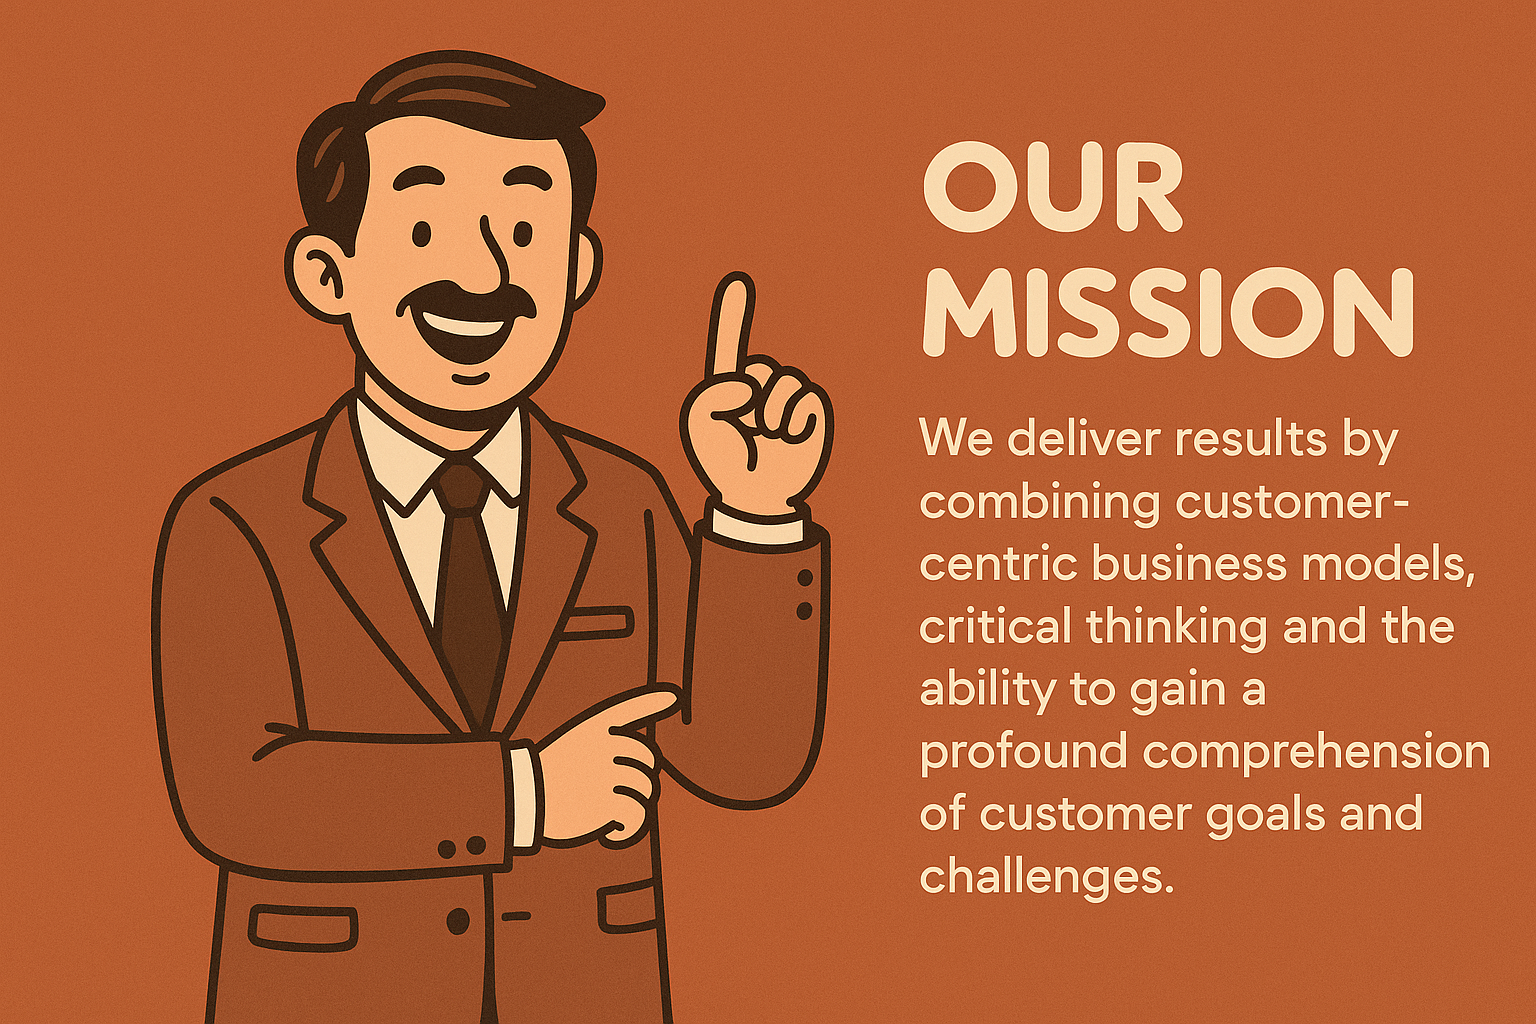 OUR
MISSION
We deliver results by
combining customer-
centric business models,
critical thinking and the
ability to gain a
profound comprehension
of customer goals and
challenges.